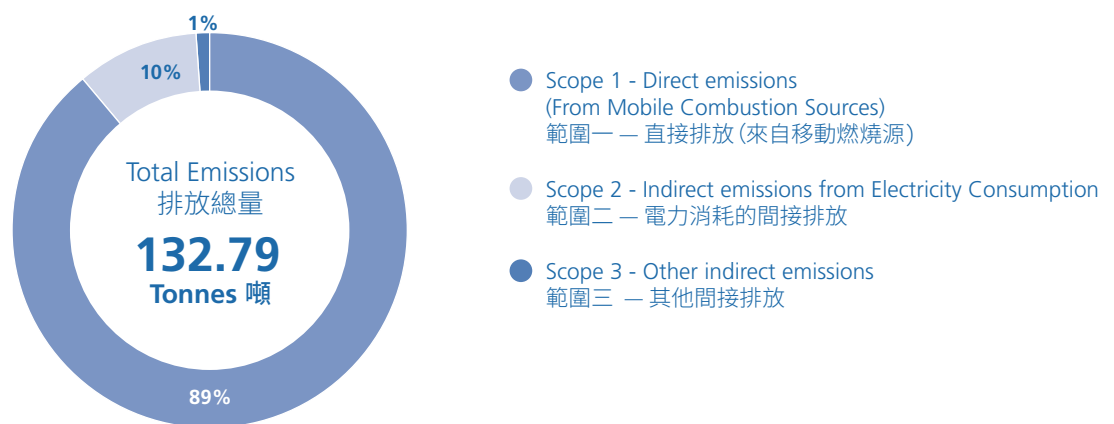 1%
10%
Total Emissions
排放總量
132.79
Tonnes 噸
89%
Scope 1 - Direct emissions
(From Mobile Combustion Sources)
範圍一 — 直接排放 (來自移動燃燒源)
Scope 2 - Indirect emissions from Electricity Consumption
範圍二 — 電力消耗的間接排放
Scope 3 - Other indirect emissions
範圍三 — 其他間接排放